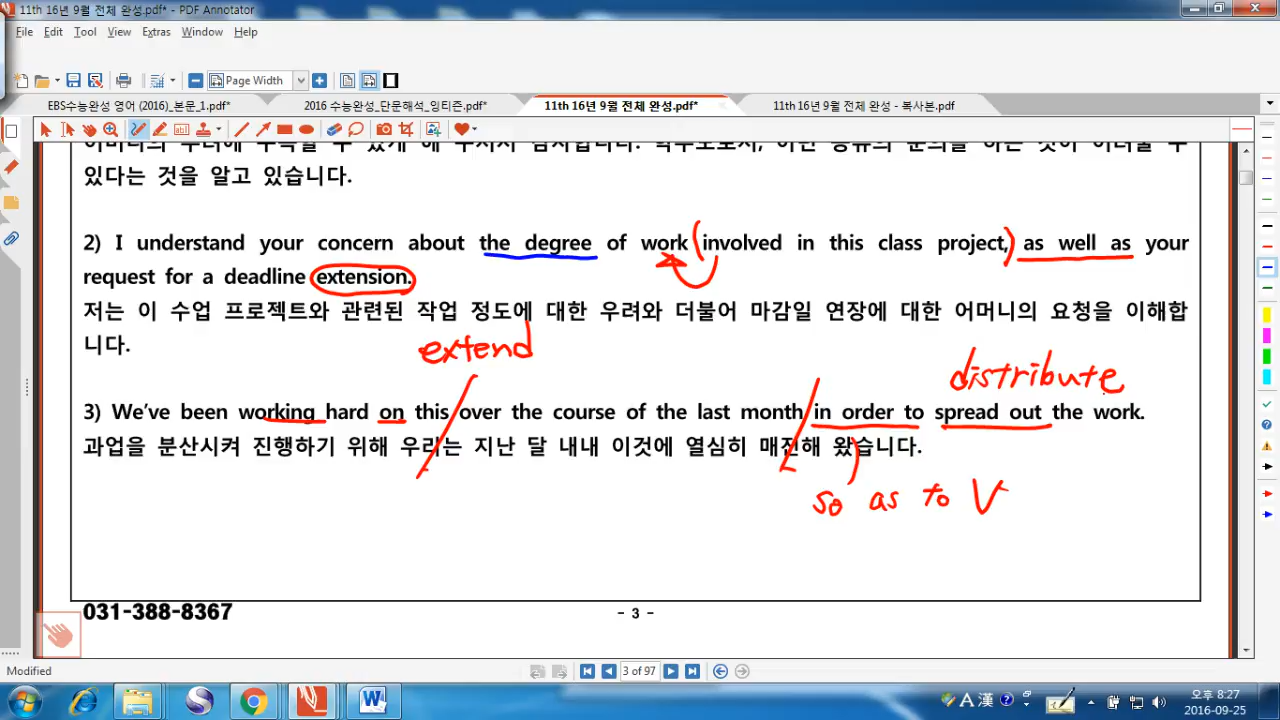 11th 16년 9월 전체 완성.pdf* - PDF Annotator
File Edit Tool View Extras Window Help
Page Width
EBS수능완성 영어 (2016)_본문_1.pdf* 2016 수능완성_단문해석_잉티즌.pdf* 11th 16년 9월 전체 완성.pdf* 11th 16년 9월 전체 완성 - 복사본.pdf
있다는 것을 알고 있습니다.
2) I understand your concern about the degree of work (involved in this class project,) as well as your
request for a deadline extension.
저는 이 수업 프로젝트와 관련된 작업 정도에 대한 우려와 더불어 마감일 연장에 대한 어머니의 요청을 이해합
니다.
extend
distribute
3) We've been working hard on this over the course of the last month in order to spread out the work.
과업을 분산시켜 진행하기 위해 우리는 지난 달 내내 이것에 열심히 매진해 왔습니다.
so as to V
031-388-8367
- 3 -
3 of 97
Modified
A 漢
오후 8:27
2016-09-25